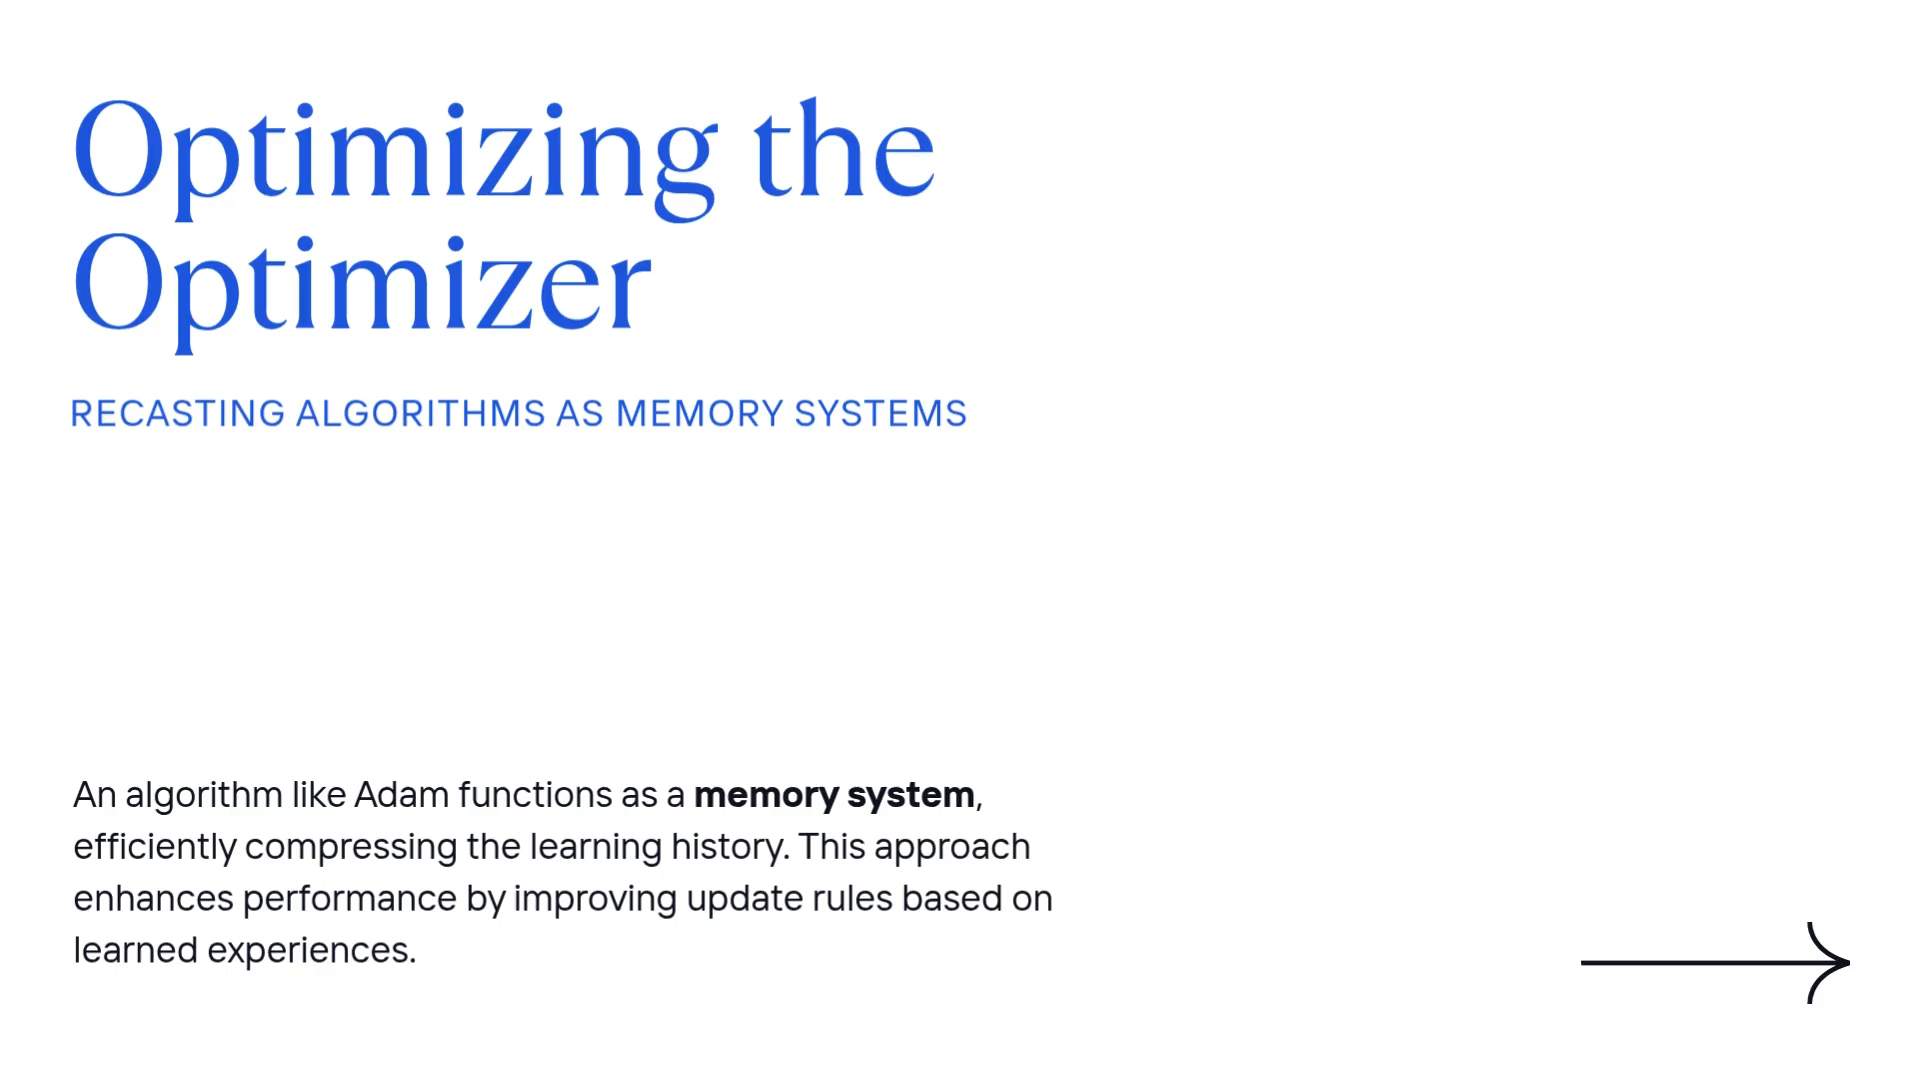 Optimizing the
Optimizer
RECASTING ALGORITHMS AS MEMORY SYSTEMS
An algorithm like Adam functions as a memory system,
efficiently compressing the learning history. This approach
enhances performance by improving update rules based on
learned experiences.